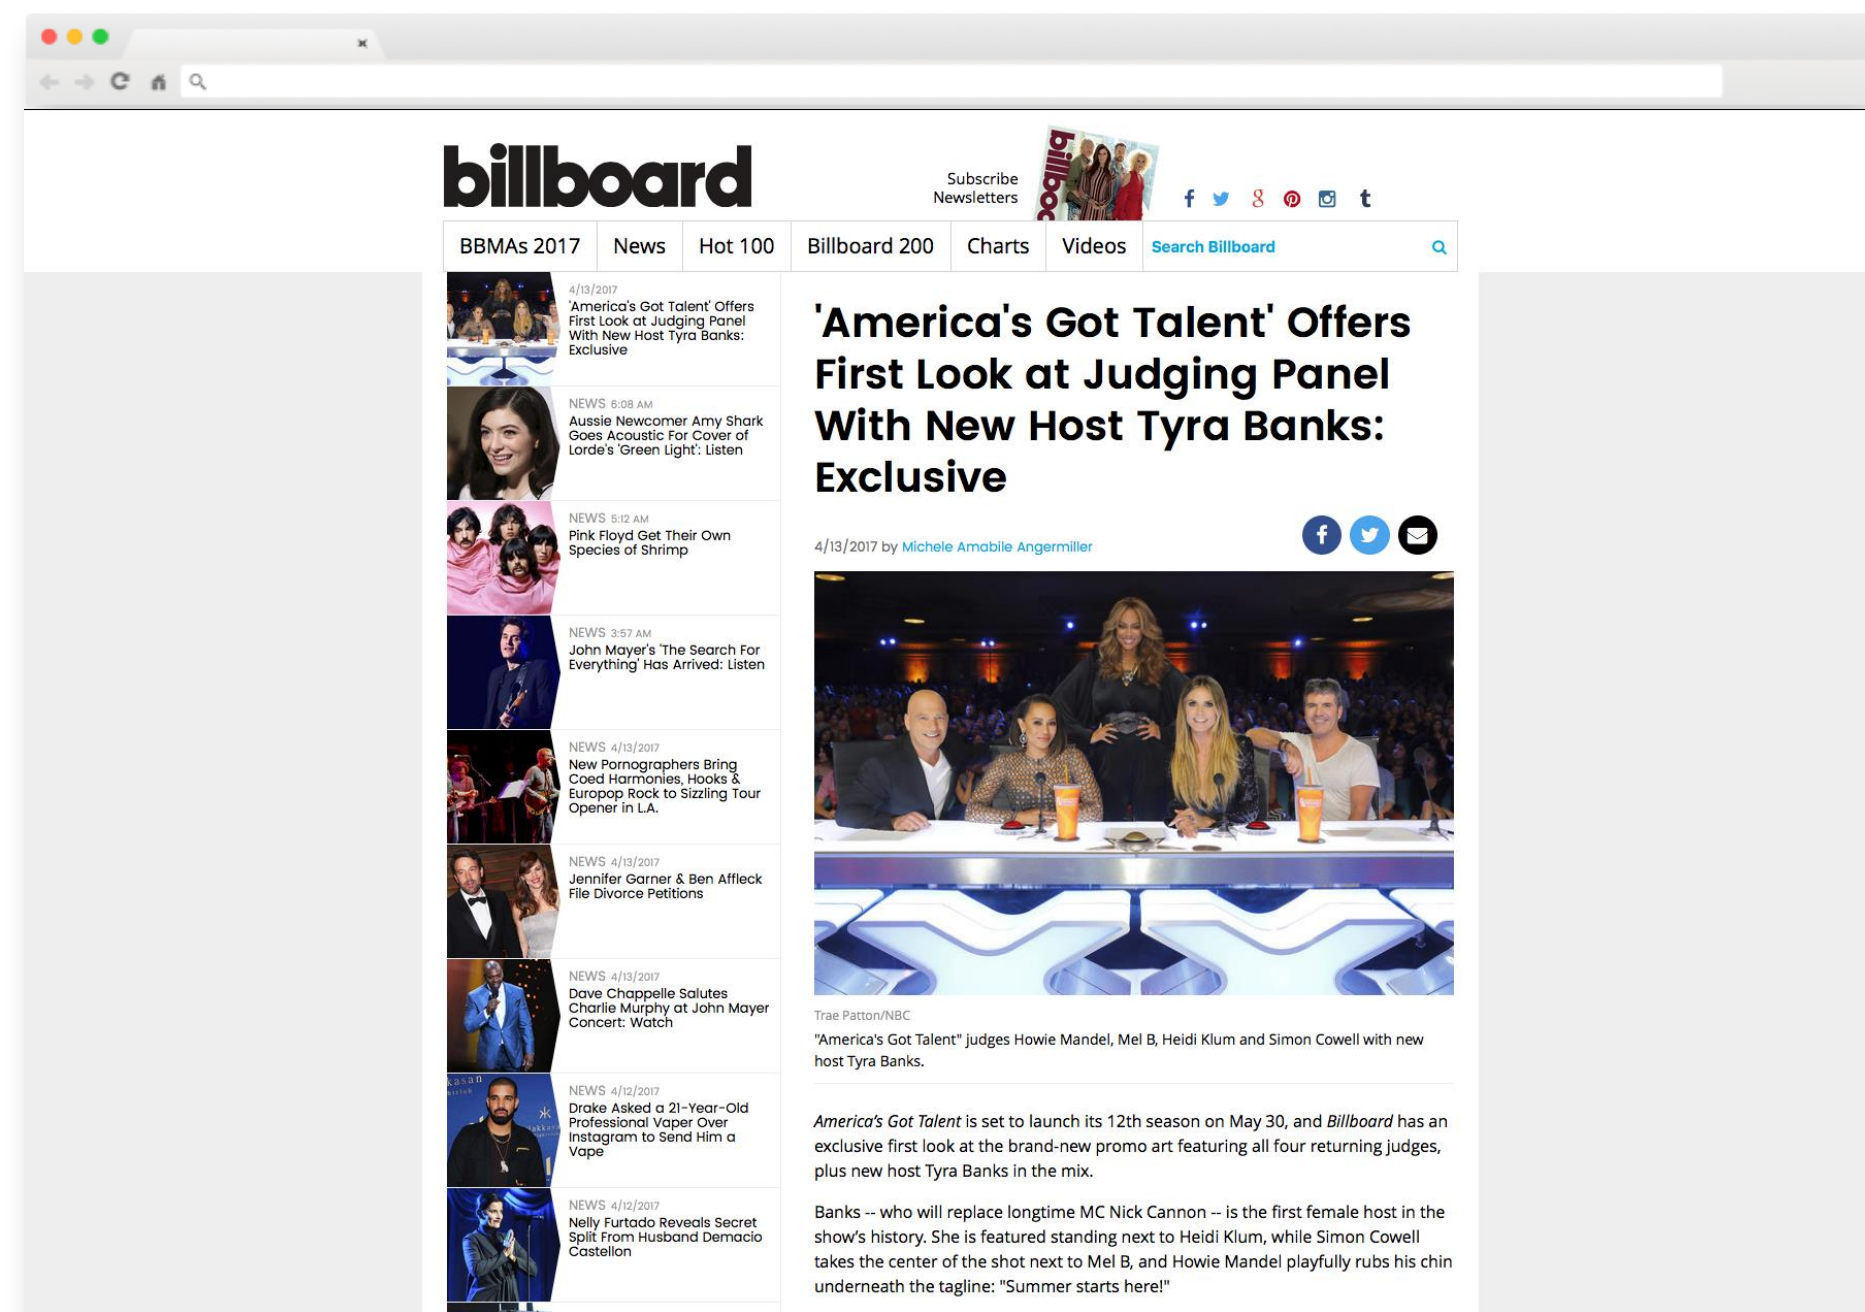 billboard
Subscribe
Newsletters
billbo
f
8
t
BBMAs 2017
News
Hot 100
Billboard 200
Charts
Videos
Search Billboard
4/13/2017
'America's Got Talent' Offers
First Look at Judging Panel
With New Host Tyra Banks:
Exclusive
NEWS 6:08 AM
Aussie Newcomer Amy Shark
Goes Acoustic For Cover of
Lorde's 'Green Light': Listen
NEWS 5:12 AM
Pink Floyd Get Their Own
Species of Shrimp
NEWS 3:57 AM
John Mayer's 'The Search For
Everything' Has Arrived: Listen
NEWS 4/13/2017
New Pornographers Bring
Coed Harmonies, Hooks &
Europop Rock to Sizzling Tour
Opener in L.A.
NEWS 4/13/2017
Jennifer Garner & Ben Affleck
File Divorce Petitions
NEWS 4/13/2017
Dave Chappelle Salutes
Charlie Murphy at John Mayer
Concert: Watch
NEWS 4/12/2017
Drake Asked a 21-Year-Old
Professional Vaper Over
Instagram to Send Him a
Vape
NEWS 4/12/2017
Nelly Furtado Reveals Secret
Split From Husband Demacio
Castellon
'America's Got Talent' Offers
First Look at Judging Panel
With New Host Tyra Banks:
Exclusive
4/13/2017 by Michele Amabile Angermiller
f
Trae Patton/NBC
"America's Got Talent" judges Howie Mandel, Mel B, Heidi Klum and Simon Cowell with new
host Tyra Banks.
America's Got Talent is set to launch its 12th season on May 30, and Billboard has an
exclusive first look at the brand-new promo art featuring all four returning judges,
plus new host Tyra Banks in the mix.
Banks -- who will replace longtime MC Nick Cannon -- is the first female host in the
show's history. She is featured standing next to Heidi Klum, while Simon Cowell
takes the center of the shot next to Mel B, and Howie Mandel playfully rubs his chin
underneath the tagline: "Summer starts here!"